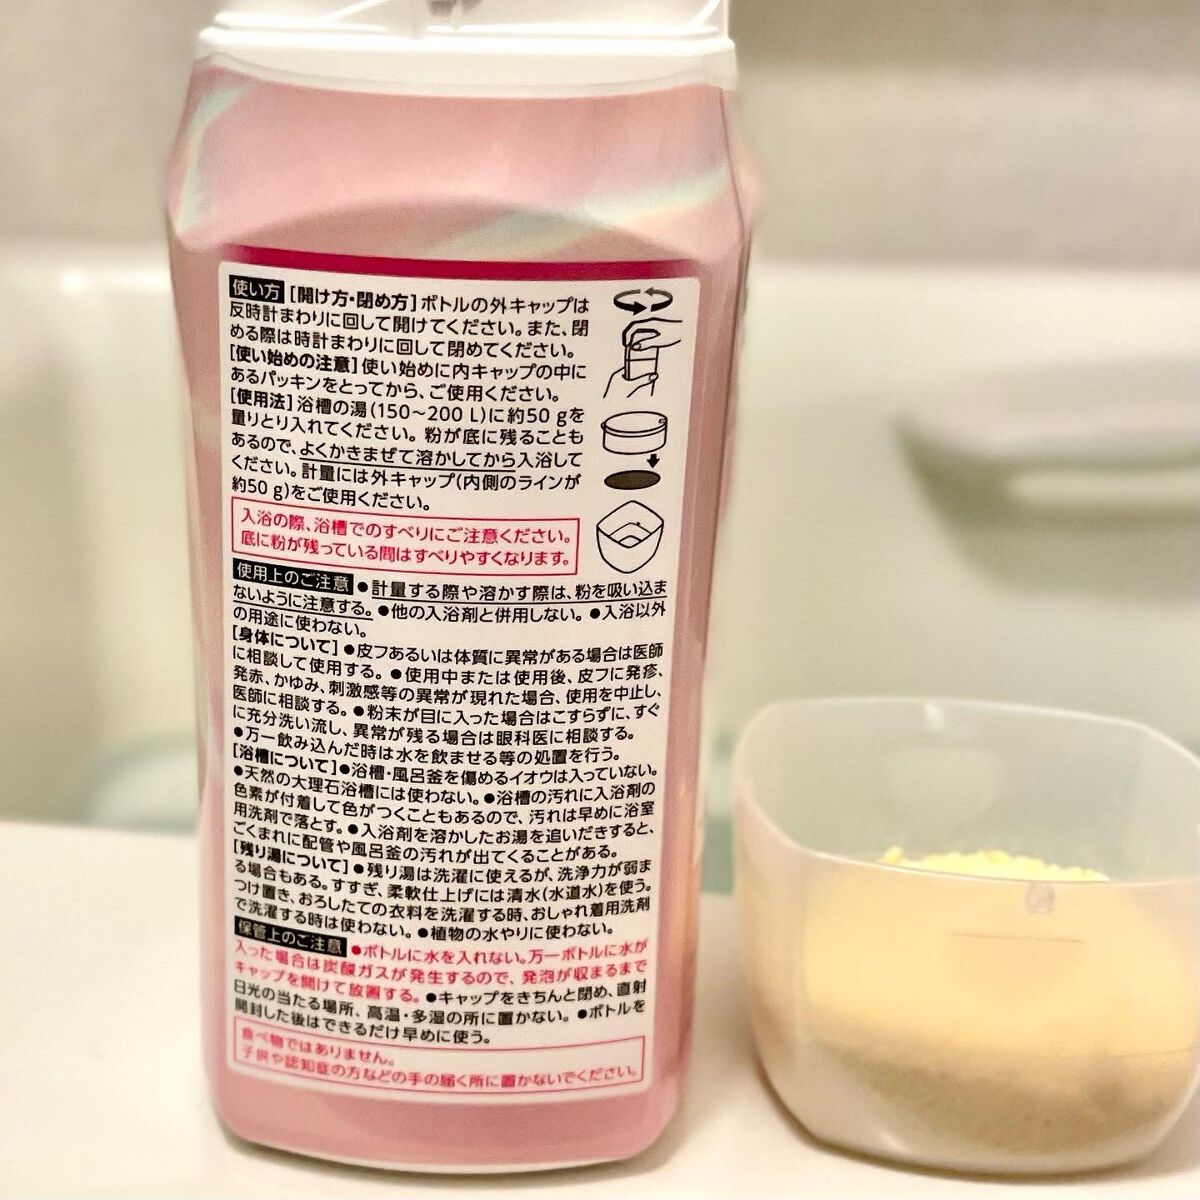 使い方 [開け方・閉め方] ボトルの外キャップは
反時計まわりに回して開けてください。また、閉
める際は時計まわりに回して閉めてください。
[使い始めの注意] 使い始めに内キャップの中に
あるパッキンをとってから、ご使用ください。
[使用法] 浴槽の湯(150～200 L)に約50 gを
量りとり入れてください。粉が底に残ることも
あるので、よくかきまぜて溶かしてから入浴して
ください。計量には外キャップ(内側のラインが
約50 g)をご使用ください。
入浴の際、浴槽でのすべりにご注意ください。
底に粉が残っている間はすべりやすくなります。
使用上のご注意 ●計量する際や溶かす際は、粉を吸い込ま
ないように注意する。●他の入浴剤と併用しない。●入浴以外
の用途に使わない。
[身体について] ●皮フあるいは体質に異常がある場合は医師
に相談して使用する。●使用中または使用後、皮フに発疹、
発赤、かゆみ、刺激感等の異常が現れた場合、使用を中止し、
医師に相談する。●粉末が目に入った場合はこすらずに、すぐ
に充分洗い流し、異常が残る場合は眼科医に相談する。
●万一飲み込んだ時は水を飲ませる等の処置を行う。
[浴槽について] ●浴槽・風呂釜を傷めるイオウは入っていない。
●天然の大理石浴槽には使わない。●浴槽の汚れに入浴剤の
色素が付着して色がつくこともあるので、汚れは早めに浴室
用洗剤で落とす。●入浴剤を溶かしたお湯を追いだきすると、
ごくまれに配管や風呂釜の汚れが出てくることがある。
[残り湯について] ●残り湯は洗濯に使えるが、洗浄力が弱ま
る場合もある。すすぎ、柔軟仕上げには清水(水道水)を使う。
つけ置き、おろしたての衣料を洗濯する時、おしゃれ着用洗剤
で洗濯する時は使わない。●植物の水やりに使わない。
保管上のご注意 ●ボトルに水を入れない。万一ボトルに水が
入った場合は炭酸ガスが発生するので、発泡が収まるまで
キャップを開けて放置する。●キャップをきちんと閉め、直射
日光の当たる場所、高温・多湿の所に置かない。●ボトルを
開封した後はできるだけ早めに使う。
食べ物ではありません。
子供や認知症の方などの手の届く所に置かないでください。